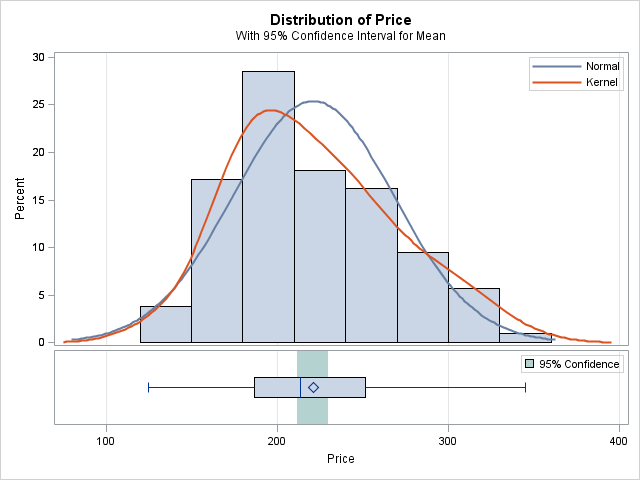 Distribution of Price
With 95% Confidence Interval for Mean
30
25
20
15
10
5
0
Percent
Normal
Kernel
95% Confidence
100
200
300
400
Price